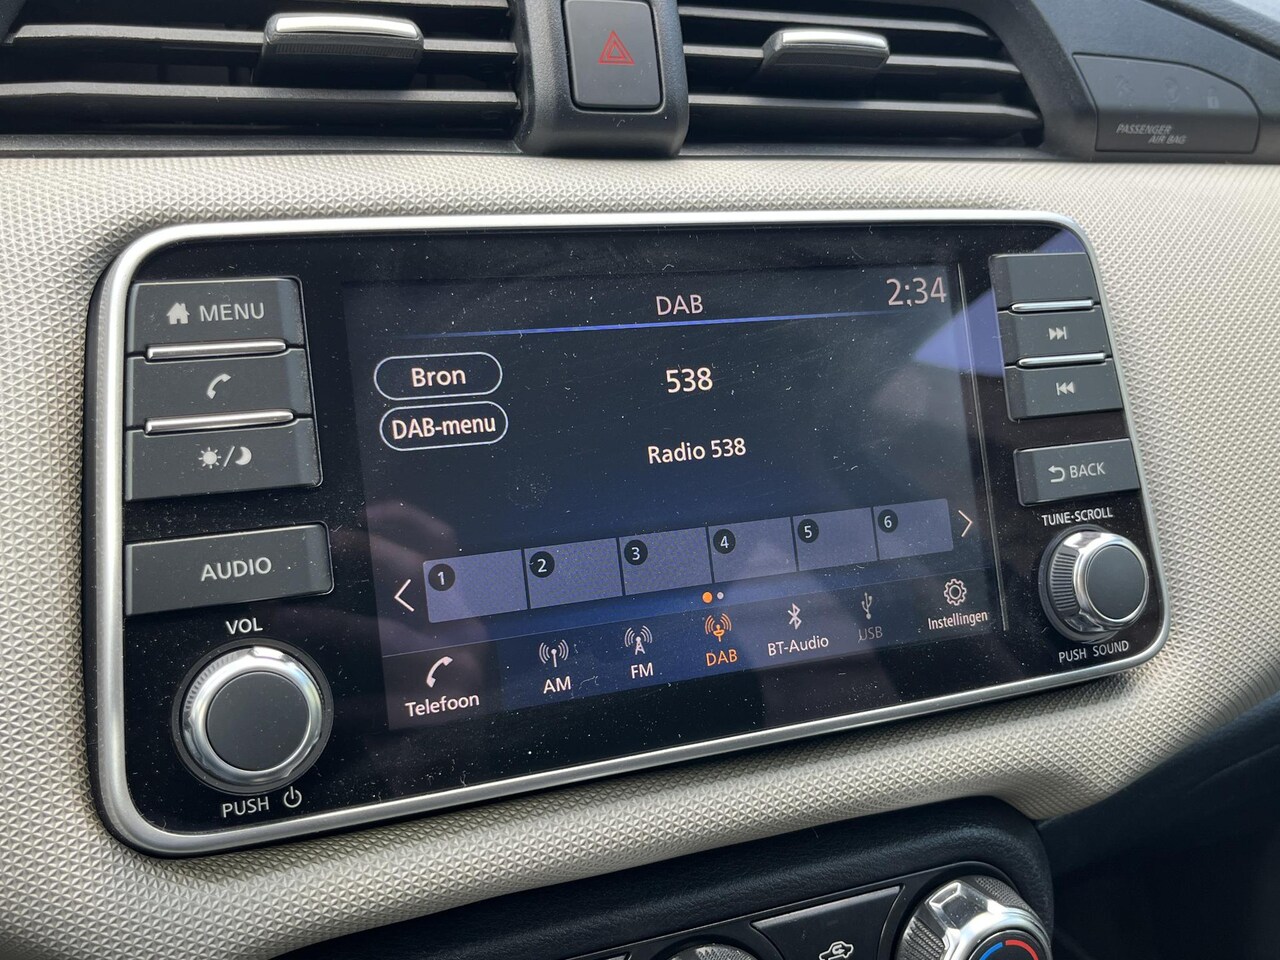 PASSENGER
AIR BAG
MENU
AUDIO
VOL
PUSH
DAB
2:34
Bron
538
DAB-menu
Radio 538
1
2
3
4
5
6
Telefoon
AM
FM
DAB
BT-Audio
USB
Instellingen
BACK
TUNE·SCROLL
PUSH SOUND